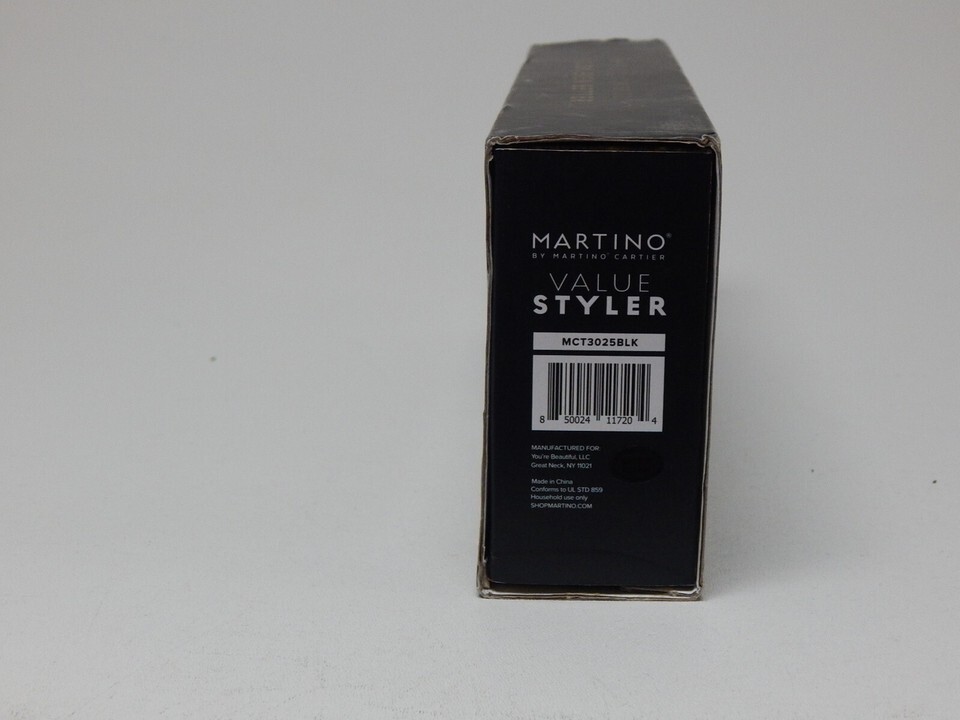 MARTINO®
BY MARTINO® CARTIER
VALUE
STYLER
MCT3025BLK
8 50024 11720 4
MANUFACTURED FOR:
You're Beautiful, LLC
Great Neck, NY 11021
Made in China
Conforms to UL STD 859
Household use only
SHOPMARTINO.COM